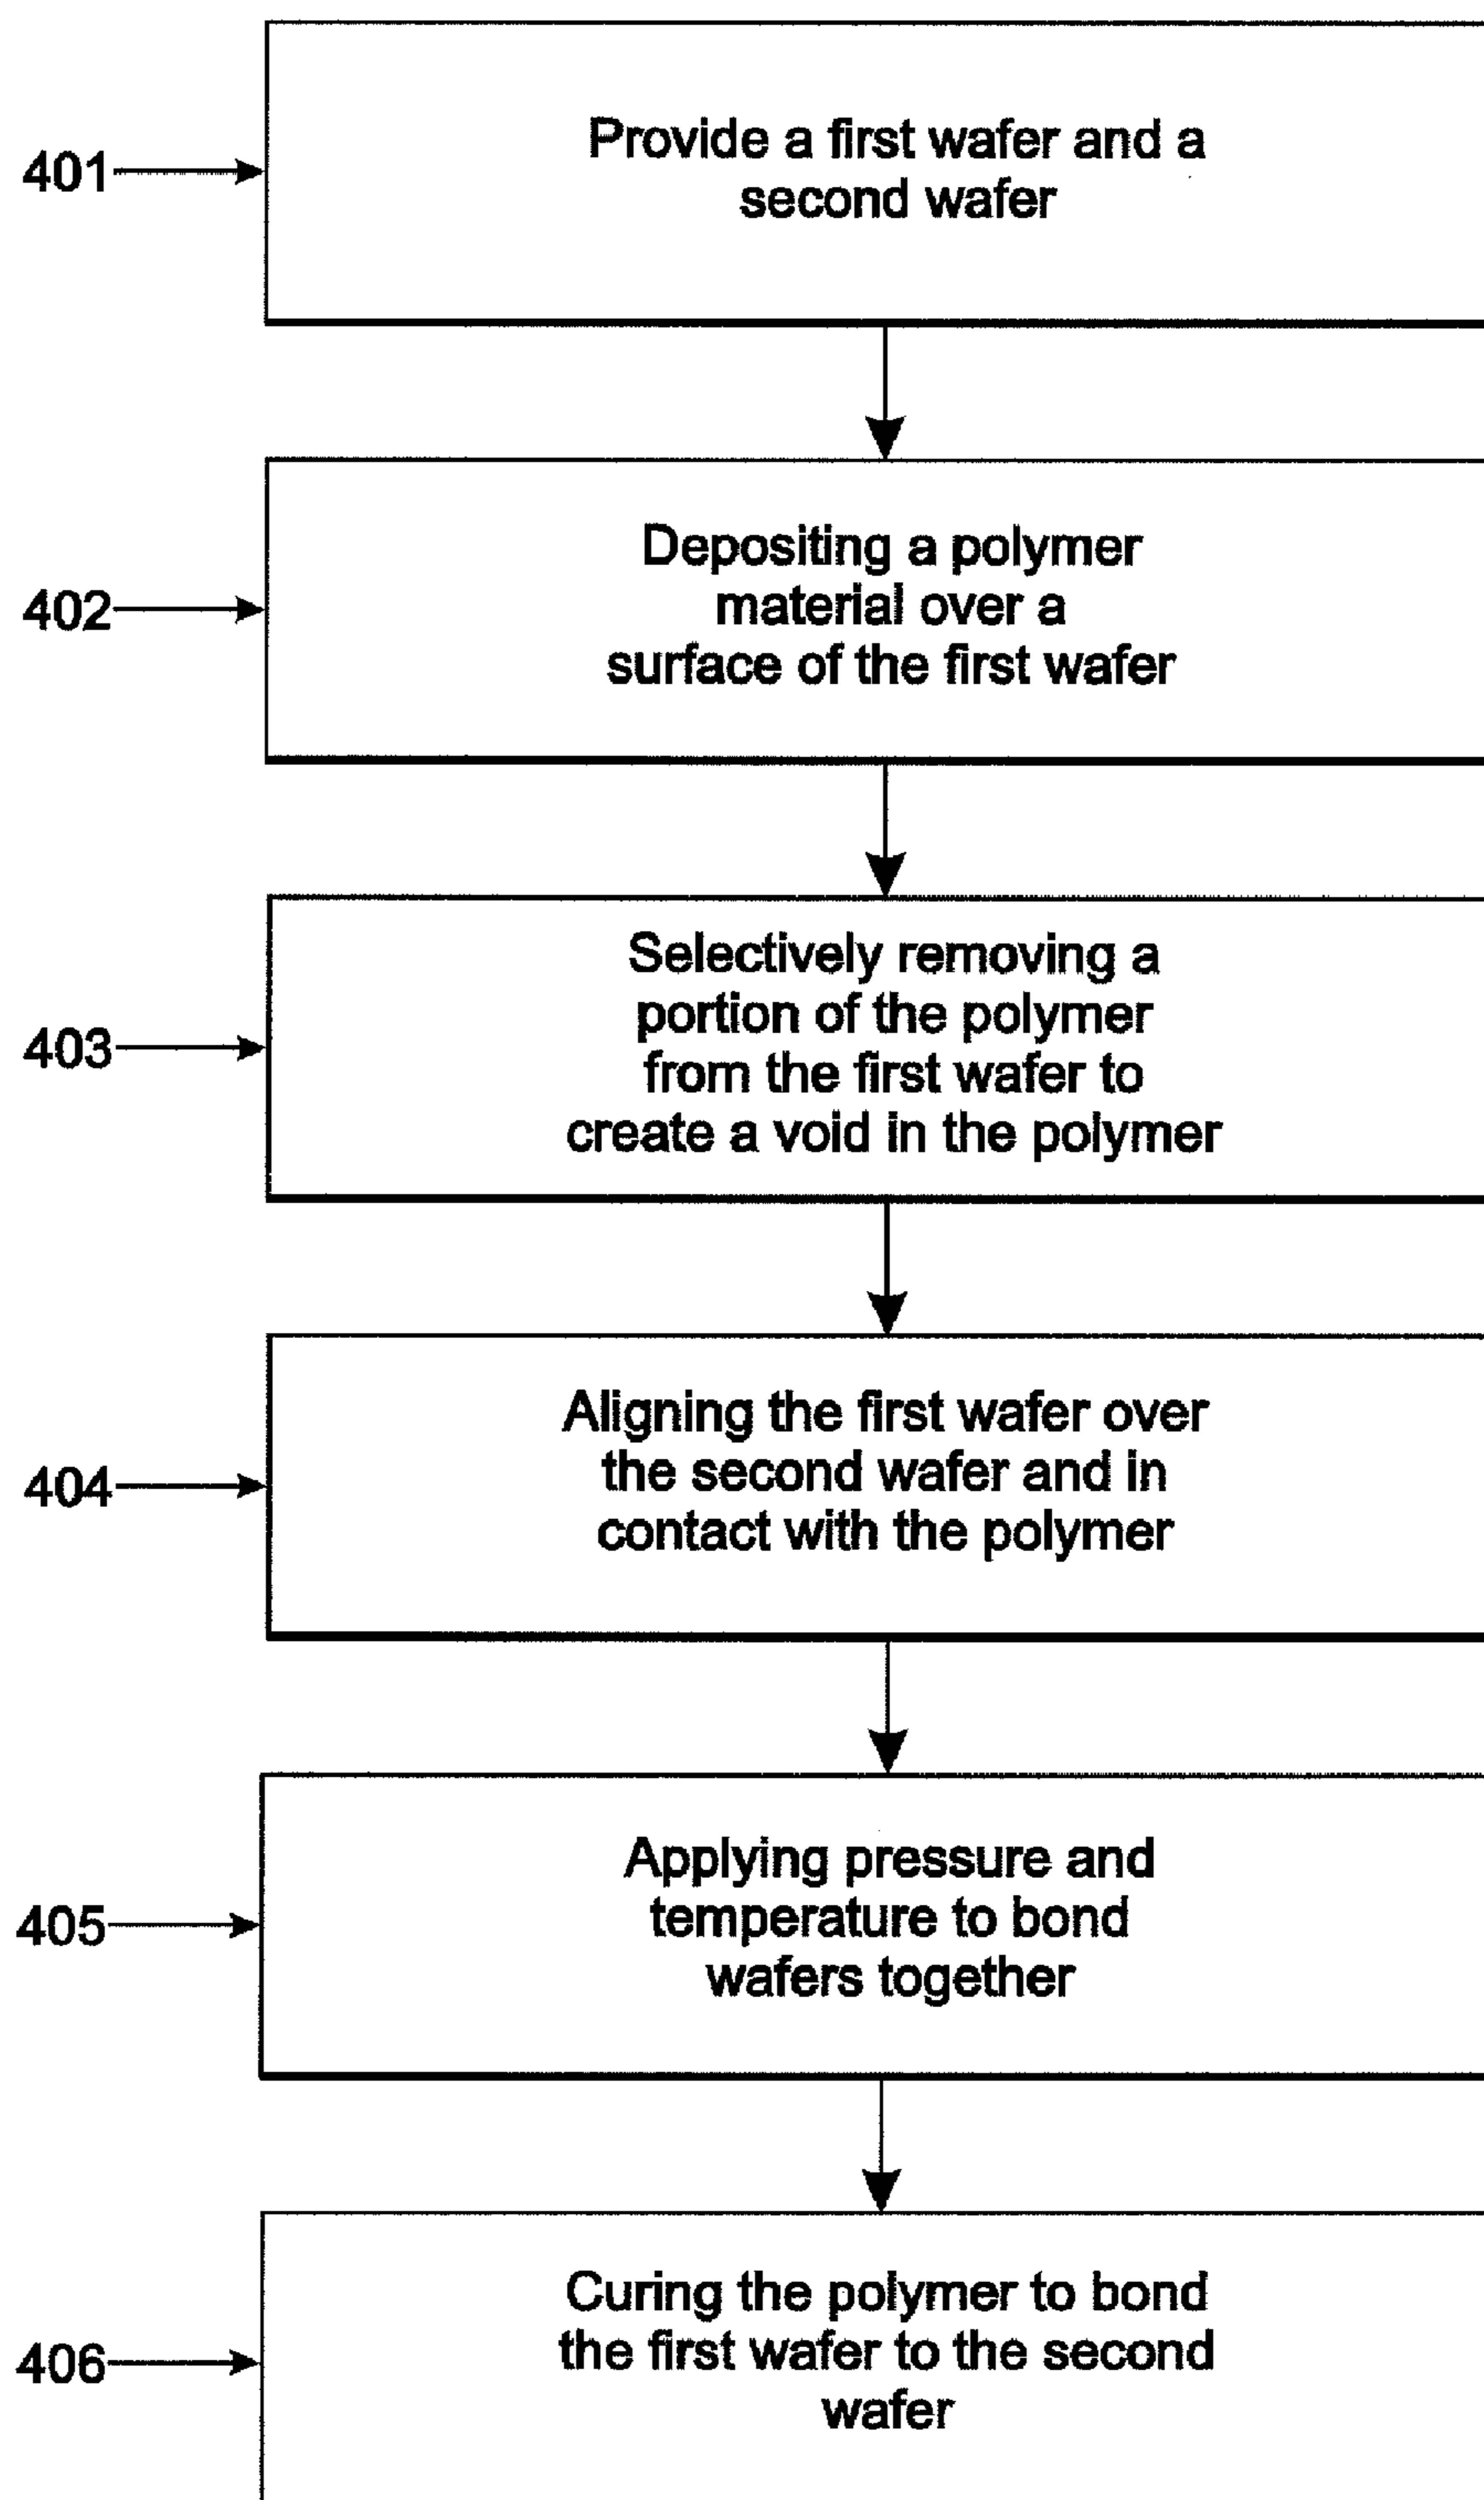 401
Provide a first wafer and a
second wafer
402
Depositing a polymer
material over a
surface of the first wafer
403
Selectively removing a
portion of the polymer
from the first wafer to
create a void in the polymer
404
Aligning the first wafer over
the second wafer and in
contact with the polymer
405
Applying pressure and
temperature to bond
wafers together
406
Curing the polymer to bond
the first wafer to the second
wafer